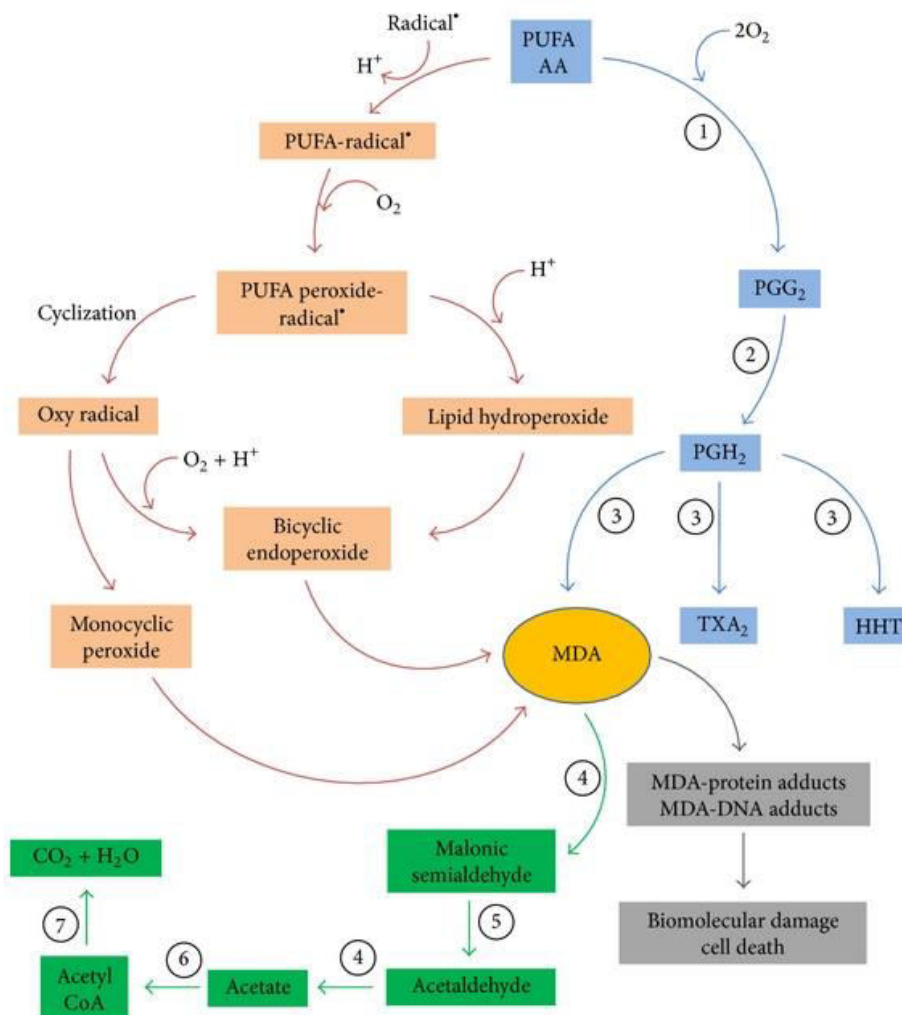 Radical•
H⁺
PUFA
AA
2O₂
1
PUFA-radical•
O₂
PUFA peroxide-
radical•
H⁺
PGG₂
Cyclization
2
Oxy radical
Lipid hydroperoxide
PGH₂
O₂ + H⁺
Bicyclic
endoperoxide
3
3
3
Monocyclic
peroxide
MDA
TXA₂
HHT
4
MDA-protein adducts
MDA-DNA adducts
CO₂ + H₂O
Malonic
semialdehyde
7
5
Biomolecular damage
cell death
Acetyl
CoA
6
Acetate
4
Acetaldehyde